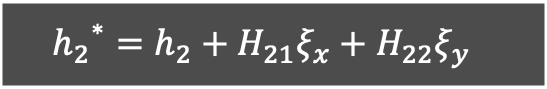 h₂* = h₂ + H₂₁ξₓ + H₂₂ξᵧ